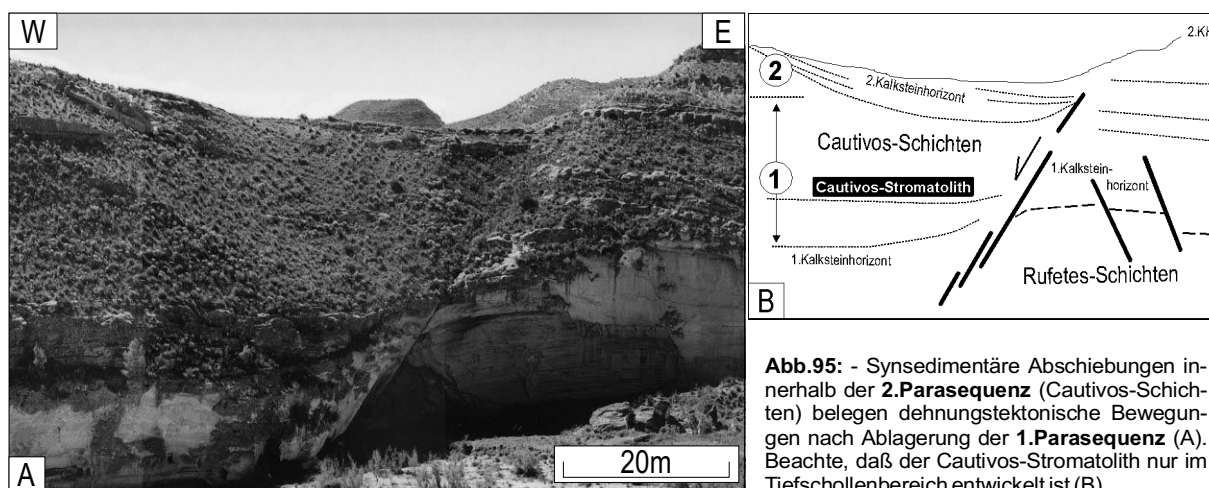 W
E
A
20m
2.Kk
2
2.Kalksteinhorizont
Cautivos-Schichten
1
Cautivos-Stromatolith
1.Kalkstein-
horizont
1.Kalksteinhorizont
Rufetes-Schichten
B
Abb.95: - Synsedimentäre Abschiebungen in-
nerhalb der 2.Parasequenz (Cautivos-Schich-
ten) belegen dehnungstektonische Bewegun-
gen nach Ablagerung der 1.Parasequenz (A).
Beachte, daß der Cautivos-Stromatolith nur im
Tiefschollenbereich entwickelt ist (B).